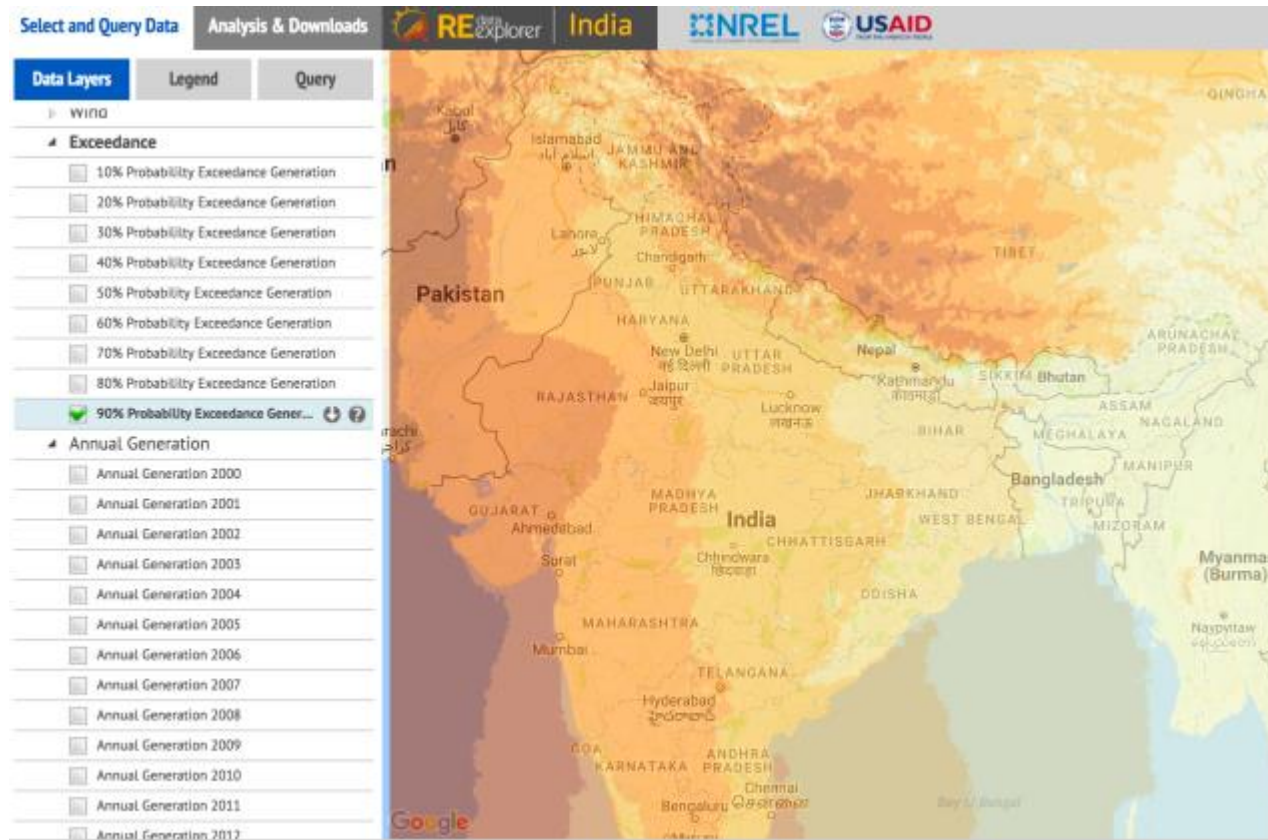 Select and Query Data
Analysis & Downloads
RE data explorer
India
NREL
USAID
Data Layers
Legend
Query
Wind
Exceedance
10% Probability Exceedance Generation
20% Probability Exceedance Generation
30% Probability Exceedance Generation
40% Probability Exceedance Generation
50% Probability Exceedance Generation
60% Probability Exceedance Generation
70% Probability Exceedance Generation
80% Probability Exceedance Generation
90% Probability Exceedance Gener...
Annual Generation
Annual Generation 2000
Annual Generation 2001
Annual Generation 2002
Annual Generation 2003
Annual Generation 2004
Annual Generation 2005
Annual Generation 2006
Annual Generation 2007
Annual Generation 2008
Annual Generation 2009
Annual Generation 2010
Annual Generation 2011
Annual Generation 2012
Kabul
کابل
QINGHA
Islamabad
اسلام آباد
JAMMU AND
KASHMIR
HIMACHAL
PRADESH
Lahore
لاہور
Chandigarh
TIBET
Pakistan
PUNJAB
UTTARAKHAND
HARYANA
ARUNACHAL
PRADESH
New Delhi
नई दिल्ली
UTTAR
PRADESH
Nepal
Kathmandu
SIKKIM
Bhutan
RAJASTHAN
Jaipur
जयपुर
Lucknow
लखनऊ
ASSAM
NAGALAND
BIHAR
MEGHALAYA
MANIPUR
Bangladesh
GUJARAT
Ahmedabad
MADHYA
PRADESH
JHARKHAND
TRIPURA
India
WEST BENGAL
MIZORAM
CHHATTISGARH
Surat
Chhindwara
छिंदवाड़ा
Myanma
(Burma)
ODISHA
MAHARASHTRA
Naypyitaw
Mumbai
TELANGANA
Hyderabad
హైదరాబాద్
GOA
KARNATAKA
ANDHRA
PRADESH
Chennai
சென்னை
Bengaluru
Bay of Bengal
Google